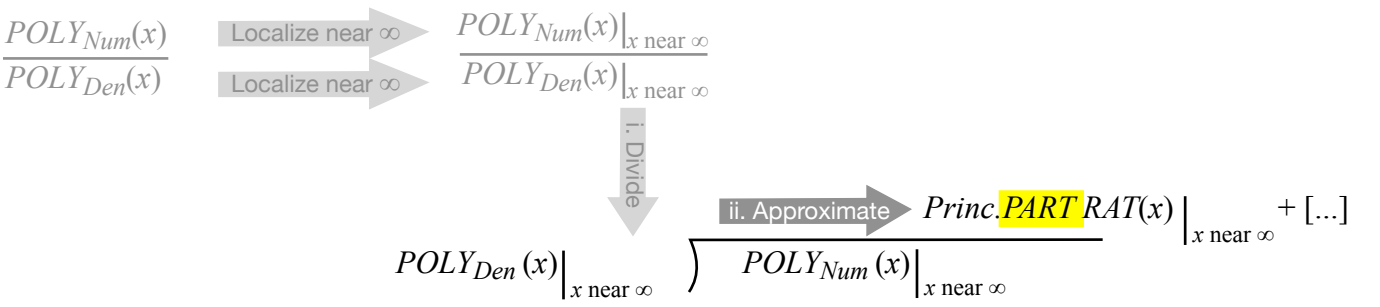 POLY_Num(x) Localize near ∞ POLY_Num(x)|x near ∞
POLY_Den(x) Localize near ∞ POLY_Den(x)|x near ∞
i. Divide
ii. Approximate Princ.PART RAT(x)|x near ∞ + [...]
POLY_Den (x)|x near ∞ ) POLY_Num (x)|x near ∞